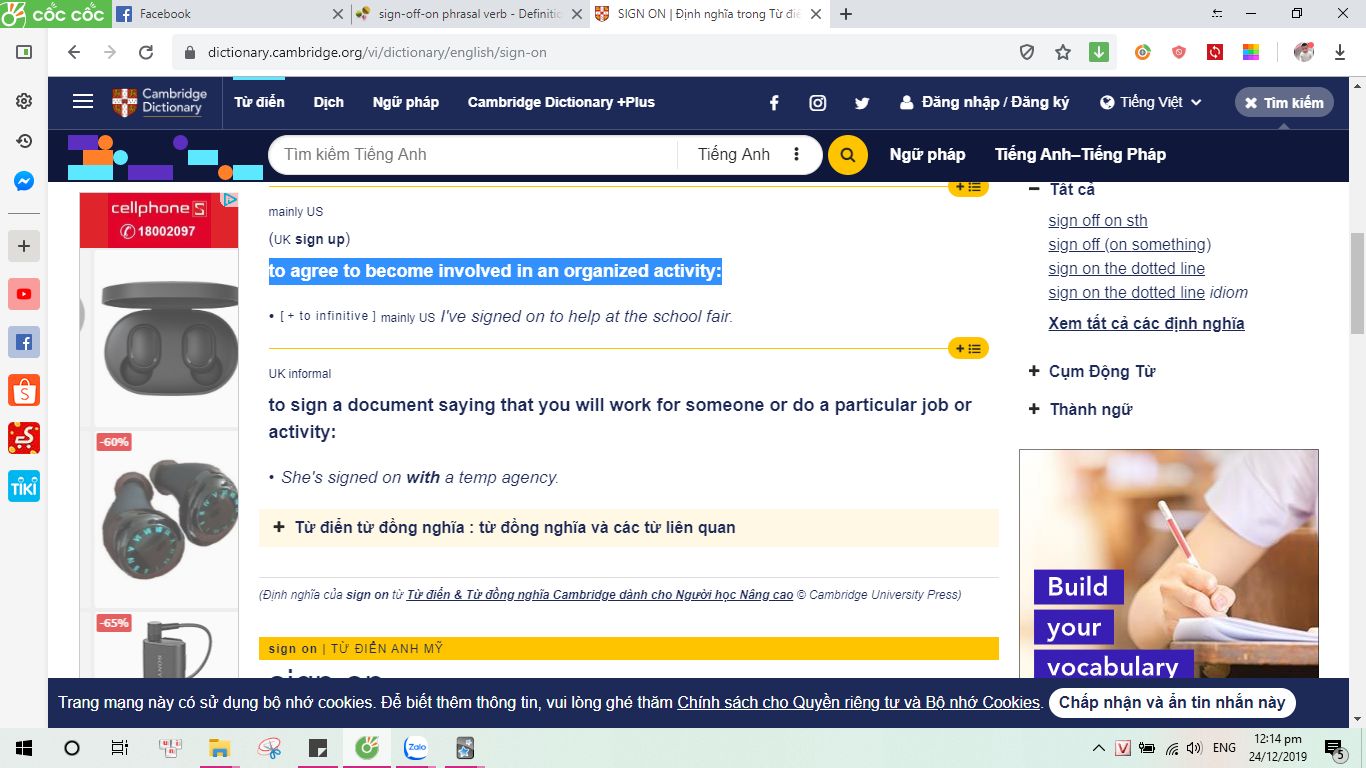 cốc cốc
Facebook
sign-off-on phrasal verb - Definitio
SIGN ON | Định nghĩa trong Từ điể
dictionary.cambridge.org/vi/dictionary/english/sign-on
Cambridge
Dictionary
Từ điển
Dịch
Ngữ pháp
Cambridge Dictionary +Plus
Đăng nhập / Đăng ký
Tiếng Việt
Tìm kiếm
Tìm kiếm Tiếng Anh
Tiếng Anh
Ngữ pháp
Tiếng Anh–Tiếng Pháp
cellphoneS
18002097
-60%
-65%
SONY
TIKI
mainly US
(UK sign up)
to agree to become involved in an organized activity:
• [ + to infinitive ] mainly US I've signed on to help at the school fair.
UK informal
to sign a document saying that you will work for someone or do a particular job or
activity:
• She's signed on with a temp agency.
+ Từ điển từ đồng nghĩa : từ đồng nghĩa và các từ liên quan
(Định nghĩa của sign on từ Từ điển & Từ đồng nghĩa Cambridge dành cho Người học Nâng cao © Cambridge University Press)
sign on | TỪ ĐIỂN ANH MỸ
sign on
Tất cả
sign off on sth
sign off (on something)
sign on the dotted line
sign on the dotted line idiom
Xem tất cả các định nghĩa
+ Cụm Động Từ
+ Thành ngữ
Build
your
vocabulary
Trang mạng này có sử dụng bộ nhớ cookies. Để biết thêm thông tin, vui lòng ghé thăm Chính sách cho Quyền riêng tư và Bộ nhớ Cookies.
Chấp nhận và ẩn tin nhắn này
Zalo
ENG
12:14 pm
24/12/2019
5